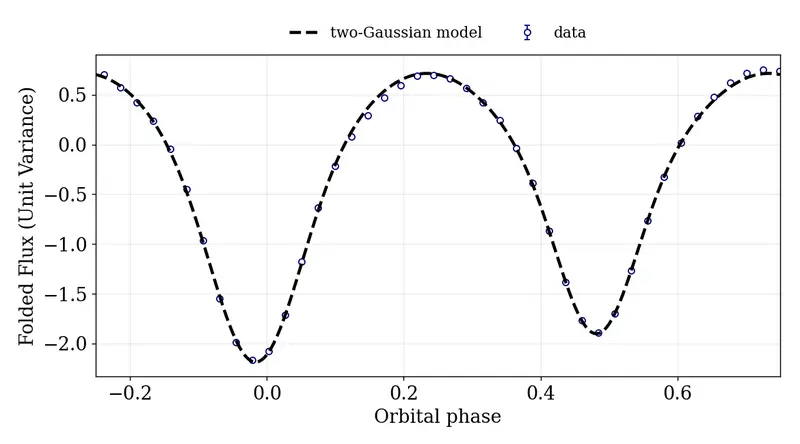 two-Gaussian model
data
Folded Flux (Unit Variance)
0.5
0.0
−0.5
−1.0
−1.5
−2.0
−0.2
0.0
0.2
0.4
0.6
Orbital phase